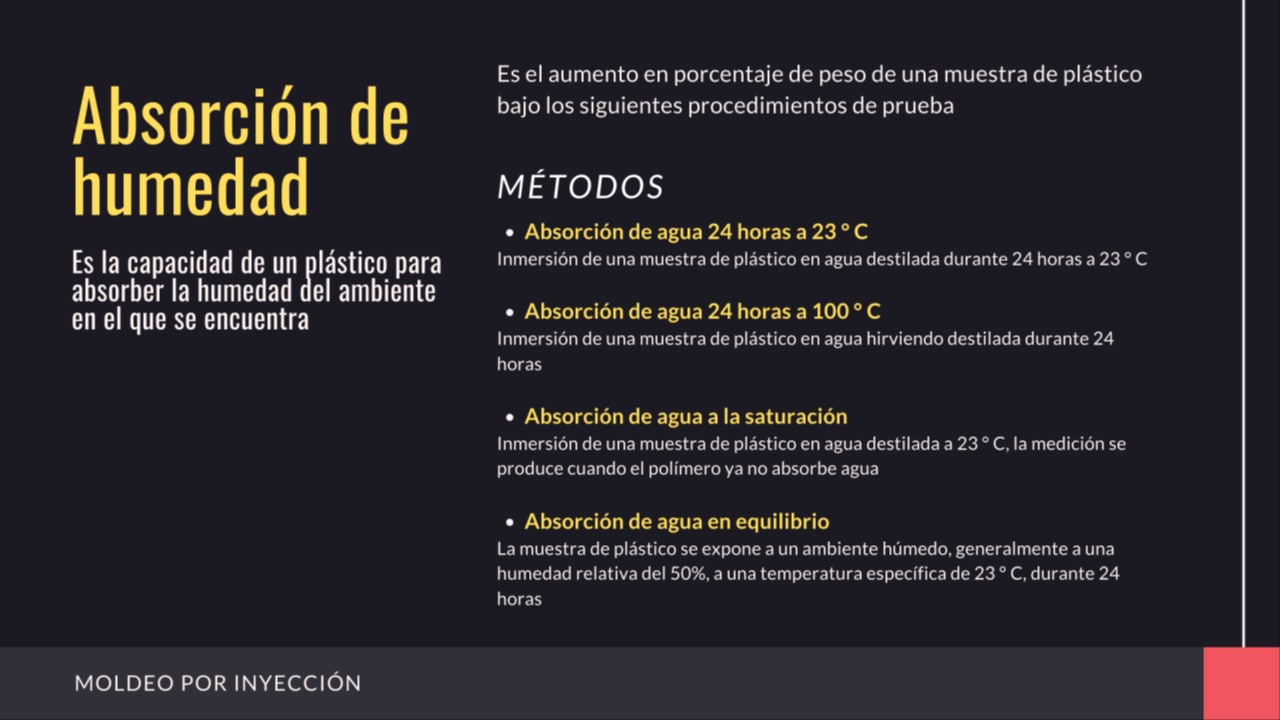 Absorción de
humedad
Es la capacidad de un plástico para
absorber la humedad del ambiente
en el que se encuentra
Es el aumento en porcentaje de peso de una muestra de plástico
bajo los siguientes procedimientos de prueba
MÉTODOS
• Absorción de agua 24 horas a 23 ° C
Inmersión de una muestra de plástico en agua destilada durante 24 horas a 23 ° C
• Absorción de agua 24 horas a 100 ° C
Inmersión de una muestra de plástico en agua hirviendo destilada durante 24
horas
• Absorción de agua a la saturación
Inmersión de una muestra de plástico en agua destilada a 23 ° C, la medición se
produce cuando el polímero ya no absorbe agua
• Absorción de agua en equilibrio
La muestra de plástico se expone a un ambiente húmedo, generalmente a una
humedad relativa del 50%, a una temperatura específica de 23 ° C, durante 24
horas
MOLDEO POR INYECCIÓN